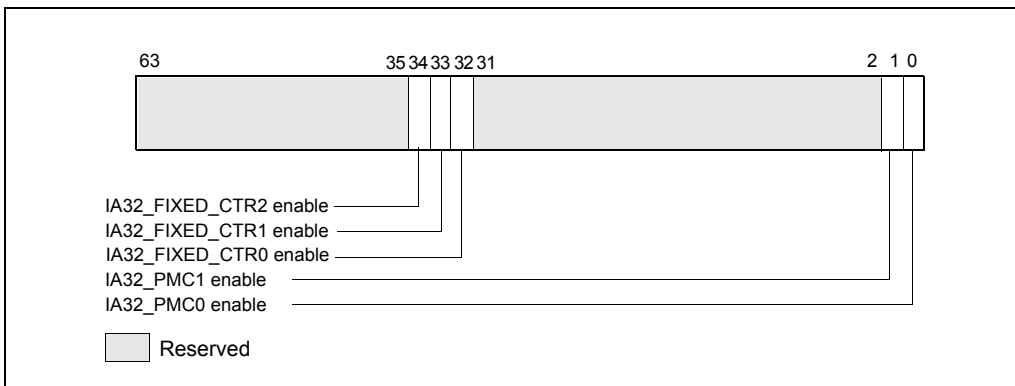 63 35 34 33 32 31 2 1 0
IA32_FIXED_CTR2 enable
IA32_FIXED_CTR1 enable
IA32_FIXED_CTR0 enable
IA32_PMC1 enable
IA32_PMC0 enable
Reserved